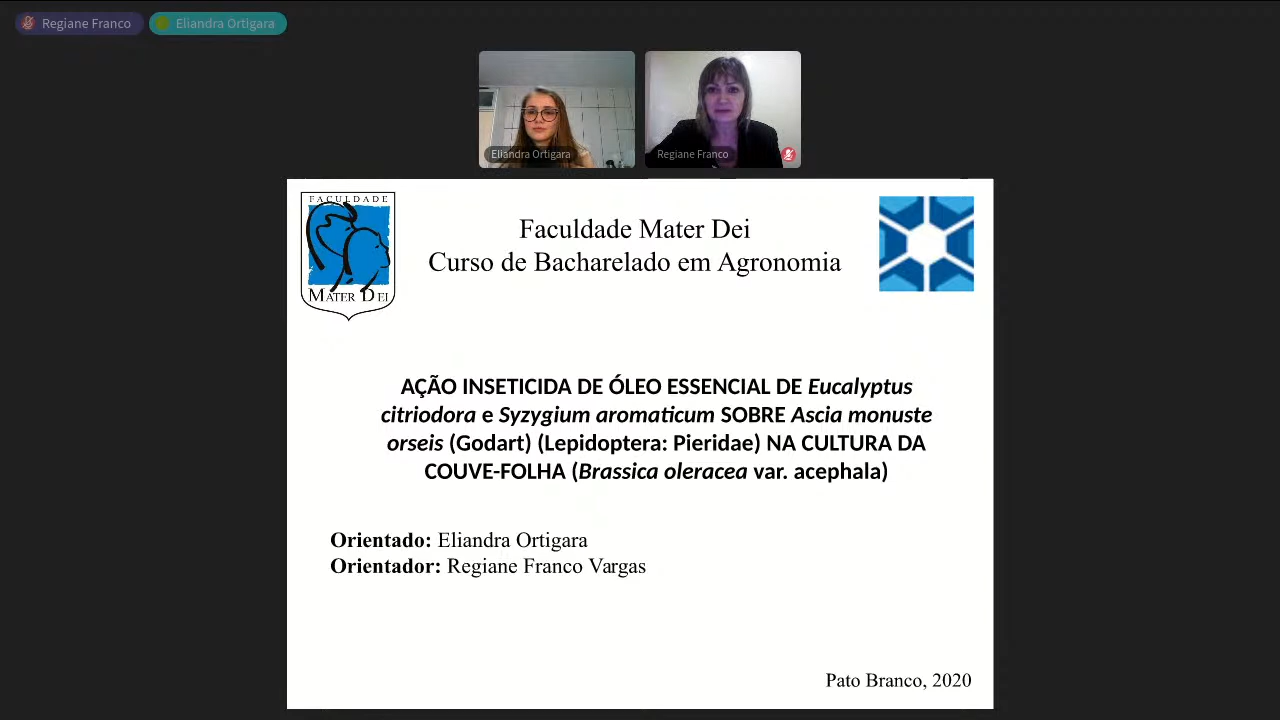 Regiane Franco
Eliandra Ortigara
Eliandra Ortigara
Regiane Franco
FACULDADE
MATER DEI
Faculdade Mater Dei
Curso de Bacharelado em Agronomia
AÇÃO INSETICIDA DE ÓLEO ESSENCIAL DE Eucalyptus
citriodora e Syzygium aromaticum SOBRE Ascia monuste
orseis (Godart) (Lepidoptera: Pieridae) NA CULTURA DA
COUVE-FOLHA (Brassica oleracea var. acephala)
Orientado: Eliandra Ortigara
Orientador: Regiane Franco Vargas
Pato Branco, 2020